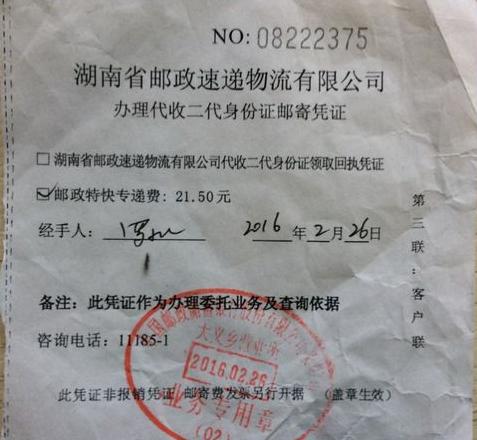 NO: 08222375
湖南省邮政速递物流有限公司
办理代收二代身份证邮寄凭证
湖南省邮政速递物流有限公司代收二代身份证领取回执凭证
邮政特快专递费: 21.50元
经手人:
2016 年 2 月 26 日
第三联:客户联
备注: 此凭证作为办理委托业务及查询依据
咨询电话: 11185-1
2016.02.26
业务专用章
(02)
此凭证非报销凭证 邮寄费发票另行开据 (盖章生效)